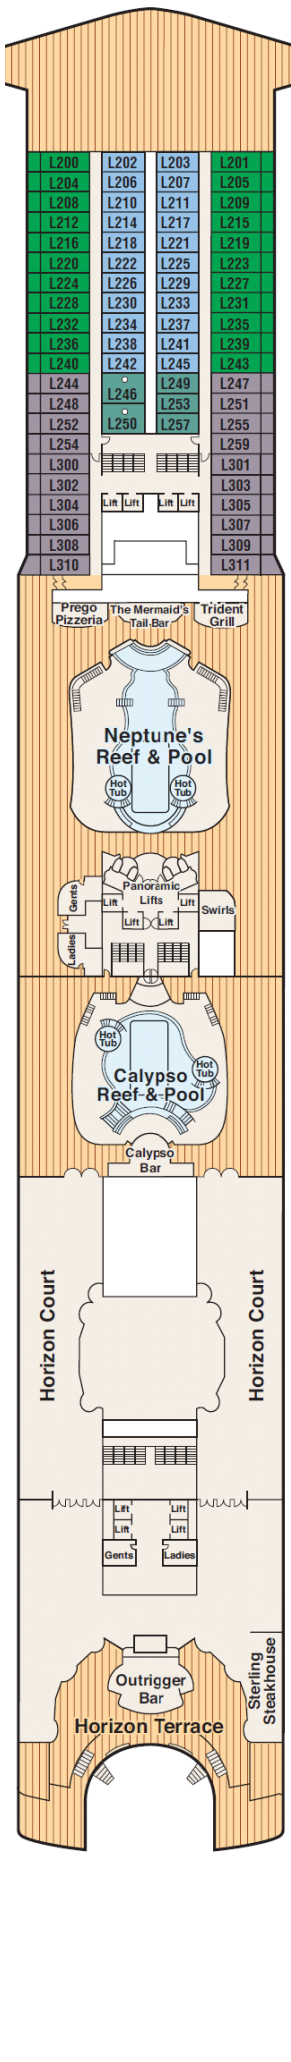 L200 L202 L203 L201
L204 L206 L207 L205
L208 L210 L211 L209
L212 L214 L217 L215
L216 L218 L221 L219
L220 L222 L225 L223
L224 L226 L229 L227
L228 L230 L233 L231
L232 L234 L237 L235
L236 L238 L241 L239
L240 L242 L245 L243
L244 L246 L249 L247
L248 L253 L251
L252 L250 L257 L255
L254 L259
L300 L301
L302 L303
L304 Lift Lift Lift Lift L305
L306 L307
L308 L309
L310 L311
Prego
Pizzeria
The Mermaid's
Tail Bar
Trident
Grill
Neptune's
Reef & Pool
Hot
Tub
Hot
Tub
Gents
Ladies
Panoramic
Lifts
Lift Lift
Lift Lift
Swirls
Hot
Tub
Hot
Tub
Calypso
Reef & Pool
Calypso
Bar
Horizon Court
Horizon Court
Lift Lift
Lift Lift
Gents Ladies
Sterling
Steakhouse
Outrigger
Bar
Horizon Terrace